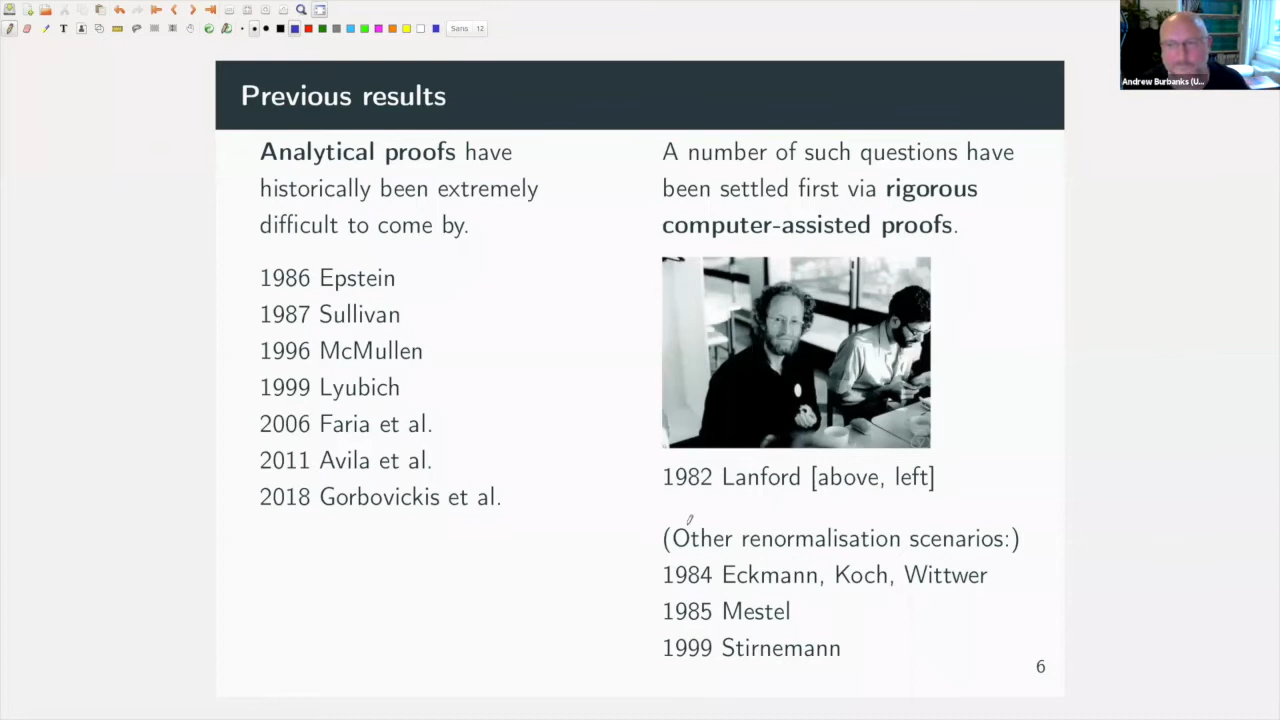 Sans 12
Andrew Burbanks (U...
Previous results
Analytical proofs have
historically been extremely
difficult to come by.
1986 Epstein
1987 Sullivan
1996 McMullen
1999 Lyubich
2006 Faria et al.
2011 Avila et al.
2018 Gorbovickis et al.
A number of such questions have
been settled first via rigorous
computer-assisted proofs.
1982 Lanford [above, left]
(Other renormalisation scenarios:)
1984 Eckmann, Koch, Wittwer
1985 Mestel
1999 Stirnemann
6